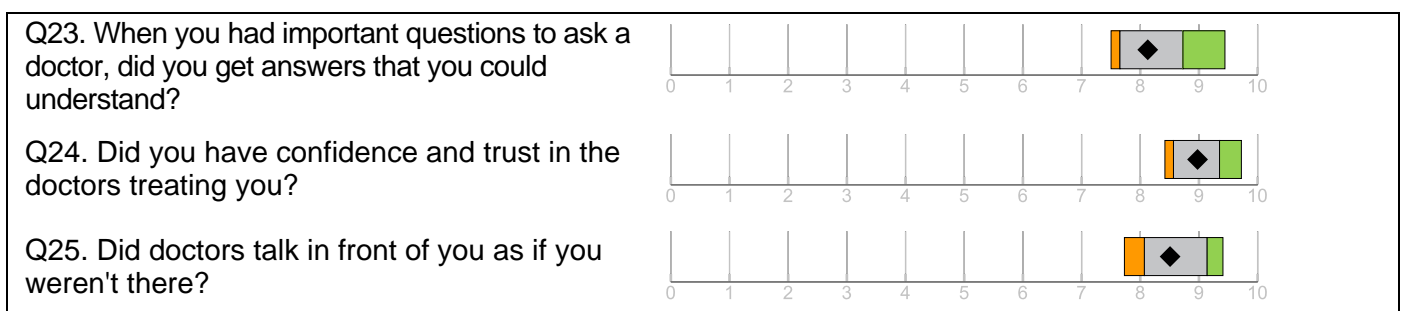 Q23. When you had important questions to ask a
doctor, did you get answers that you could
understand?
0 1 2 3 4 5 6 7 8 9 10
Q24. Did you have confidence and trust in the
doctors treating you?
0 1 2 3 4 5 6 7 8 9 10
Q25. Did doctors talk in front of you as if you
weren't there?
0 1 2 3 4 5 6 7 8 9 10